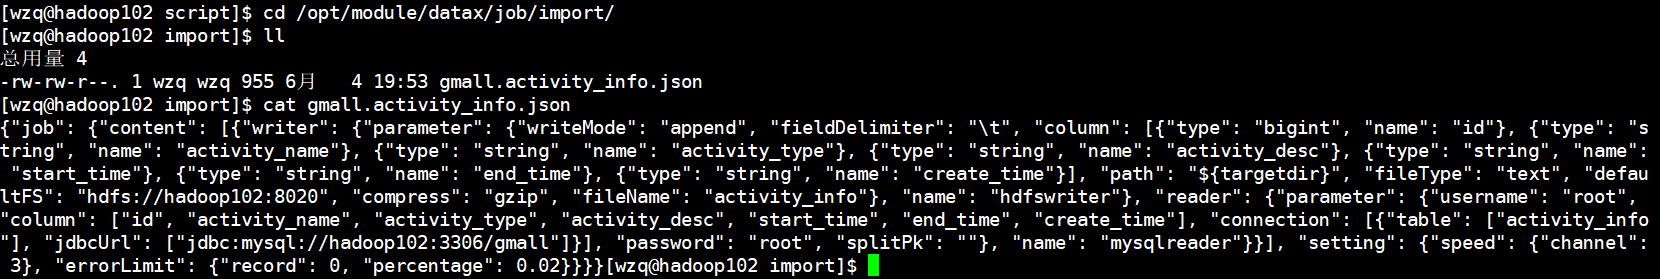 [wzq@hadoop102 script]$ cd /opt/module/datax/job/import/
[wzq@hadoop102 import]$ ll
总用量 4
-rw-rw-r--. 1 wzq wzq 955 6月   4 19:53 gmall.activity_info.json
[wzq@hadoop102 import]$ cat gmall.activity_info.json
{"job": {"content": [{"writer": {"parameter": {"writeMode": "append", "fieldDelimiter": "\t", "column": [{"type": "bigint", "name": "id"}, {"type": "s
tring", "name": "activity_name"}, {"type": "string", "name": "activity_type"}, {"type": "string", "name": "activity_desc"}, {"type": "string", "name":
 "start_time"}, {"type": "string", "name": "end_time"}, {"type": "string", "name": "create_time"}], "path": "${targetdir}", "fileType": "text", "defau
ltFS": "hdfs://hadoop102:8020", "compress": "gzip", "fileName": "activity_info"}, "name": "hdfswriter"}, "reader": {"parameter": {"username": "root", 
"column": ["id", "activity_name", "activity_type", "activity_desc", "start_time", "end_time", "create_time"], "connection": [{"table": ["activity_info
"], "jdbcUrl": ["jdbc:mysql://hadoop102:3306/gmall"]}], "password": "root", "splitPk": ""}, "name": "mysqlreader"}}], "setting": {"speed": {"channel":
 3}, "errorLimit": {"record": 0, "percentage": 0.02}}}}[wzq@hadoop102 import]$